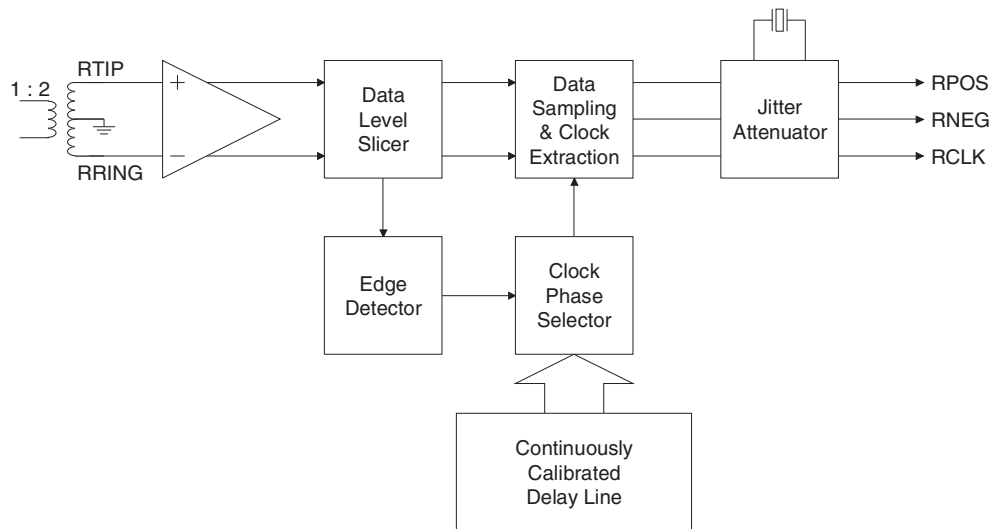 1 : 2
RTIP
RRING
+
−
Data
Level
Slicer
Data
Sampling
& Clock
Extraction
Jitter
Attenuator
RPOS
RNEG
RCLK
Edge
Detector
Clock
Phase
Selector
Continuously
Calibrated
Delay Line